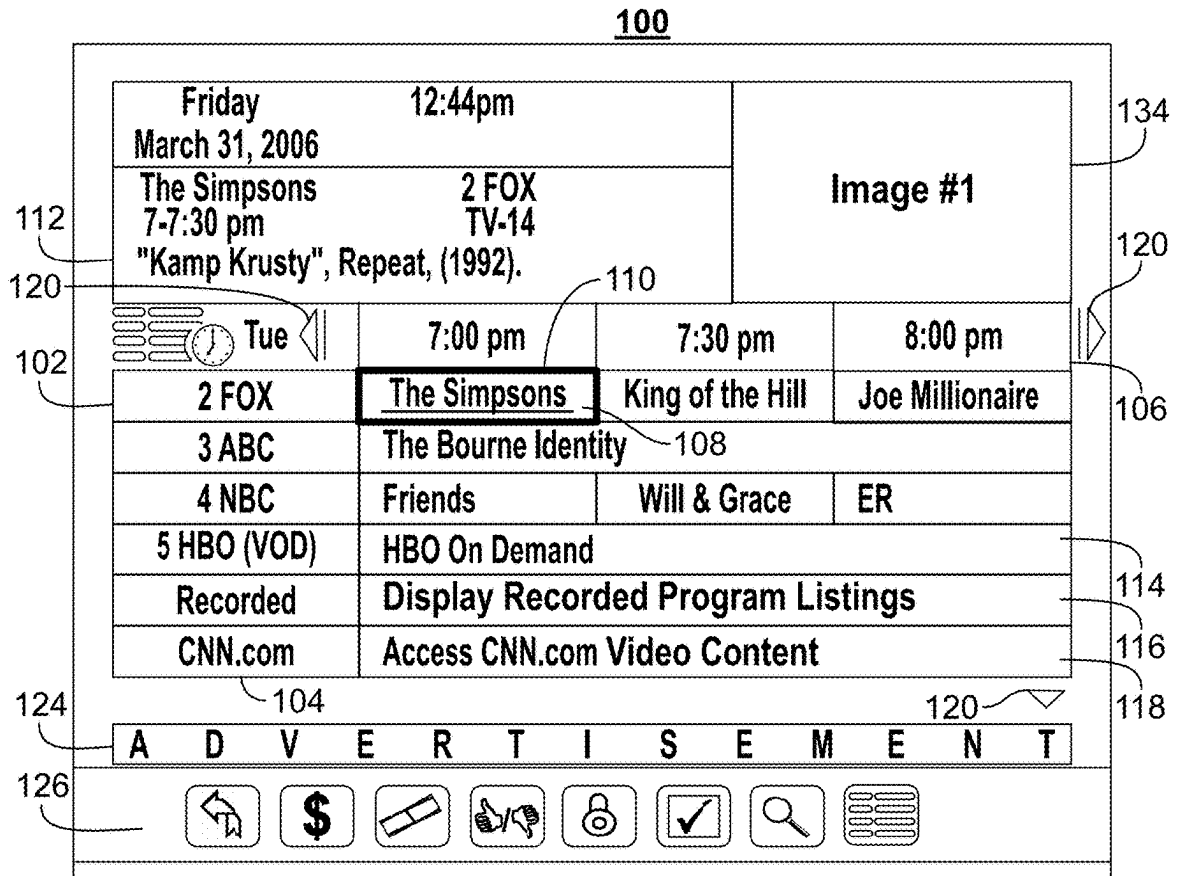 100
Friday 12:44pm
March 31, 2006
134
The Simpsons 2 FOX
Image #1
7-7:30 pm TV-14
112
"Kamp Krusty", Repeat, (1992).
120
110
120
Tue 7:00 pm 7:30 pm 8:00 pm
102
2 FOX The Simpsons King of the Hill Joe Millionaire
106
3 ABC The Bourne Identity
108
4 NBC Friends Will & Grace ER
5 HBO (VOD) HBO On Demand
114
Recorded Display Recorded Program Listings
116
CNN.com Access CNN.com Video Content
104
120
118
124
A D V E R T I S E M E N T
126
$